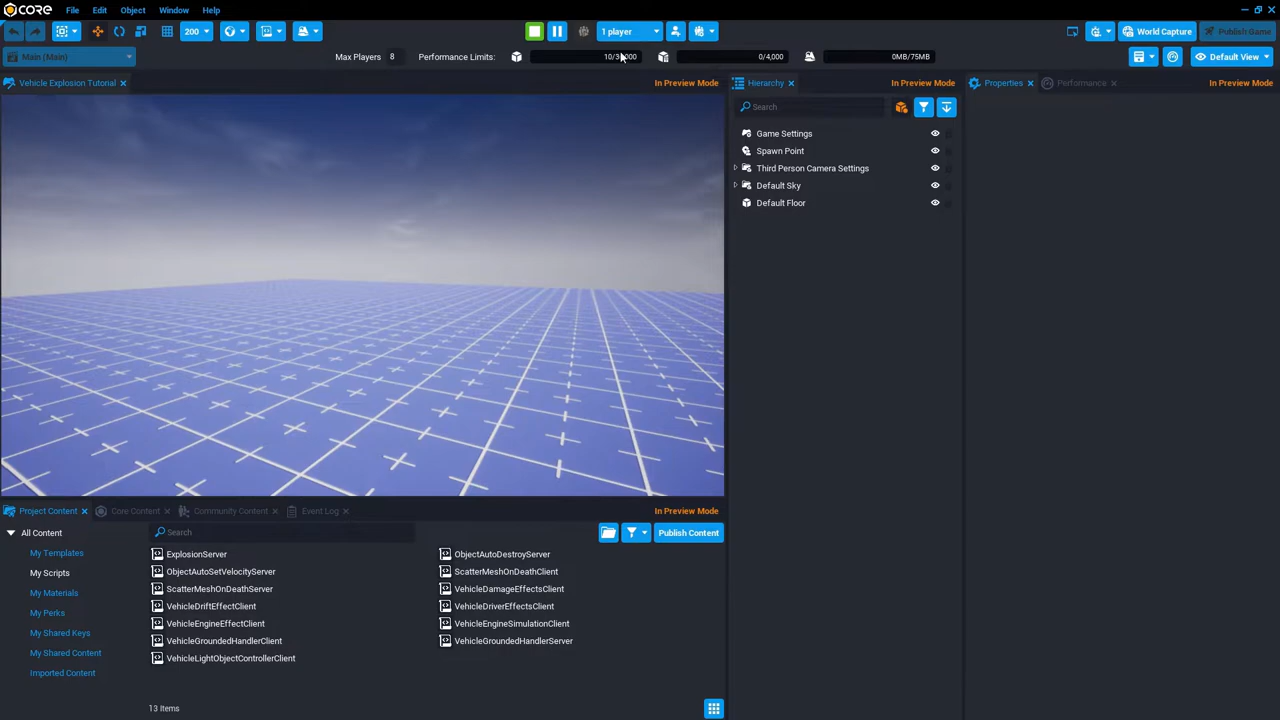 CORE File Edit Object Window Help
200 1 player World Capture Publish Game
Main (Main) Max Players 8 Performance Limits: 0/4,000 0MB/75MB Default View
Vehicle Explosion Tutorial In Preview Mode Hierarchy In Preview Mode Properties Performance In Preview Mode
Search
Game Settings
Spawn Point
Third Person Camera Settings
Default Sky
Default Floor
Project Content Core Content Community Content Event Log In Preview Mode
All Content Search Publish Content
My Templates
My Scripts
My Materials
My Perks
My Shared Keys
My Shared Content
Imported Content
ExplosionServer ObjectAutoDestroyServer
ObjectAutoSetVelocityServer ScatterMeshOnDeathClient
ScatterMeshOnDeathServer VehicleDamageEffectsClient
VehicleDriftEffectClient VehicleDriverEffectsClient
VehicleEngineEffectClient VehicleEngineSimulationClient
VehicleGroundedHandlerClient VehicleGroundedHandlerServer
VehicleLightObjectControllerClient
13 Items